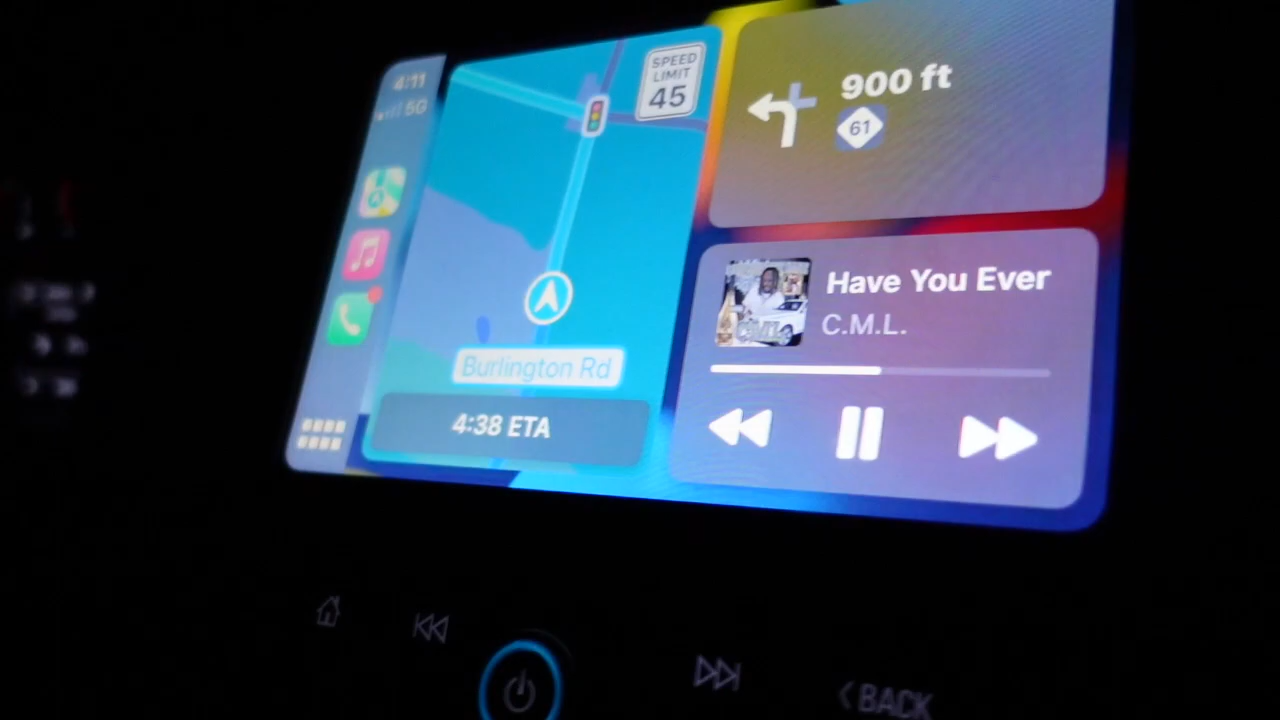 4:11
5G
SPEED
LIMIT
45
Burlington Rd
4:38 ETA
900 ft
61
Have You Ever
C.M.L.
BACK